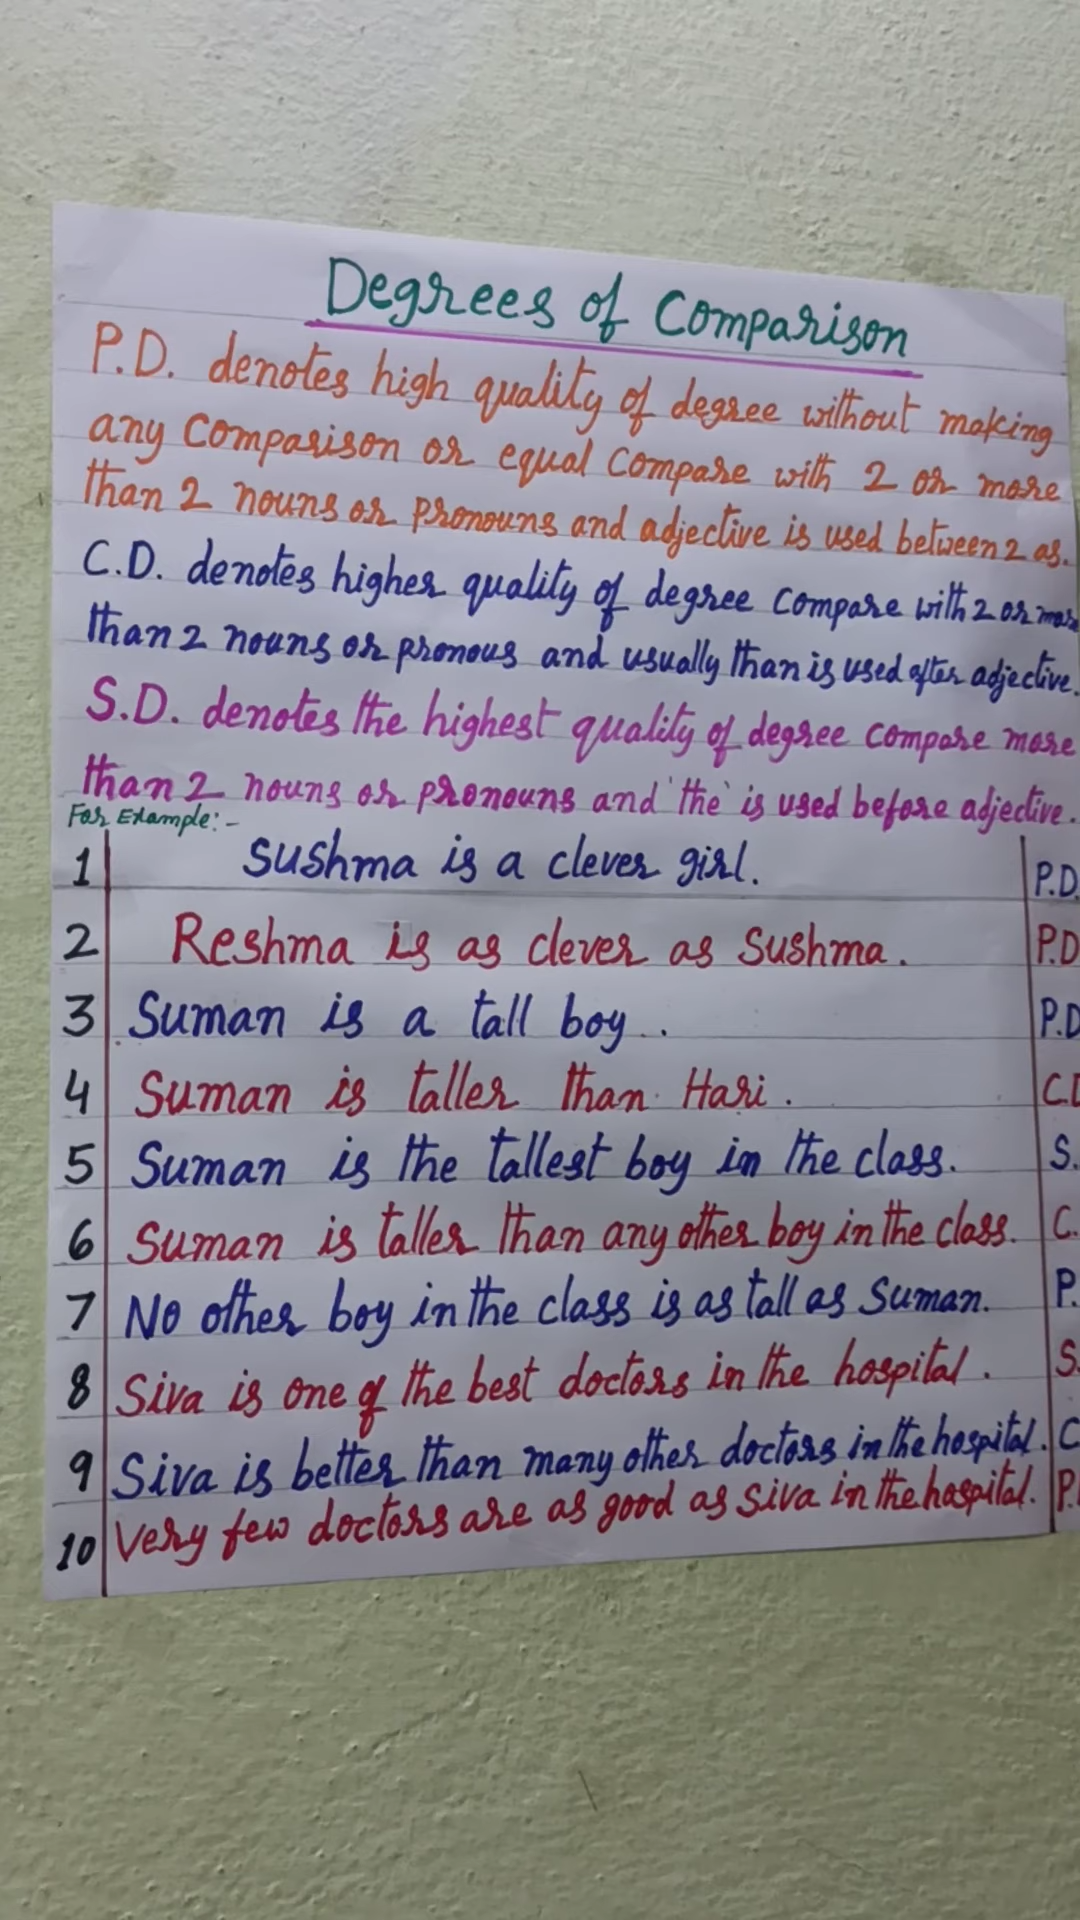 Degrees of Comparison
P.D. denotes high quality of degree without making
any Comparison or equal Compare with 2 or more
than 2 nouns or pronouns and adjective is used between 2 as.
C.D. denotes higher quality of degree Compare with 2 or more
than 2 nouns or pronous and usually than is used after adjective.
S.D. denotes the highest quality of degree compare more
than 2 nouns or pronouns and 'the' is used before adjective.
For Example:-
1 Sushma is a clever girl. P.D.
2 Reshma is as clever as Sushma. P.D
3 Suman is a tall boy.. P.D
4 Suman is taller than Hari. C.D
5 Suman is the tallest boy in the class. S.
6 Suman is taller than any other boy in the class. C.
7 No other boy in the class is as tall as Suman. P.
8 Siva is one of the best doctors in the hospital. S.
9 Siva is better than many other doctors in the hospital. C
10 Very few doctors are as good as Siva in the hospital. P.